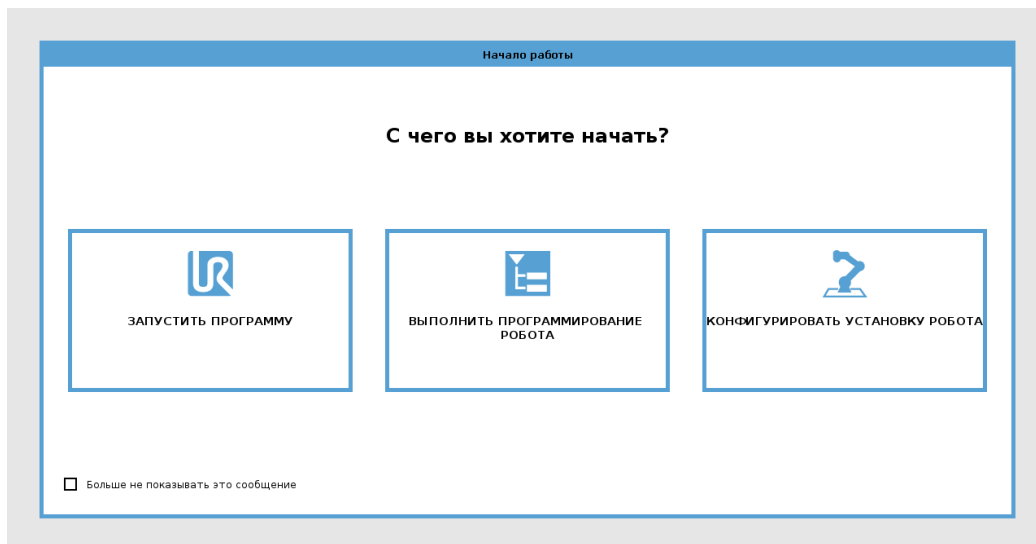 Начало работы
С чего вы хотите начать?
ЗАПУСТИТЬ ПРОГРАММУ
ВЫПОЛНИТЬ ПРОГРАММИРОВАНИЕ
РОБОТА
КОНФИГУРИРОВАТЬ УСТАНОВКУ РОБОТА
Больше не показывать это сообщение